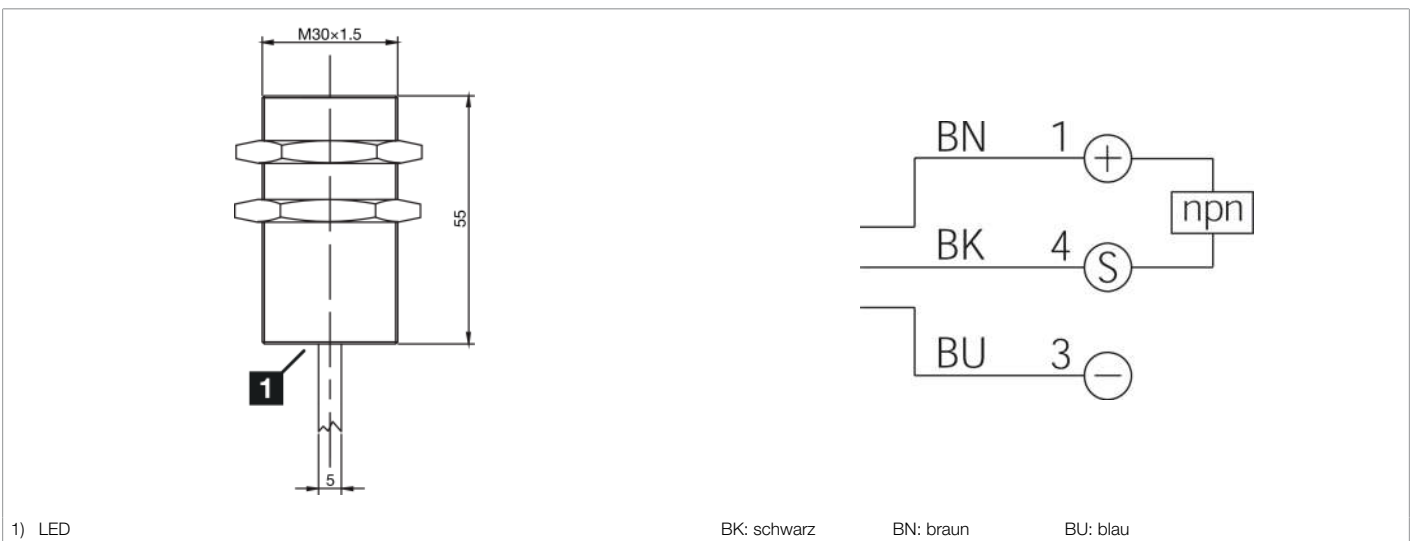 M30×1.5
55
1
5
BN 1 +
npn
BK 4 S
BU 3 −
1) LED
BK: schwarz BN: braun BU: blau